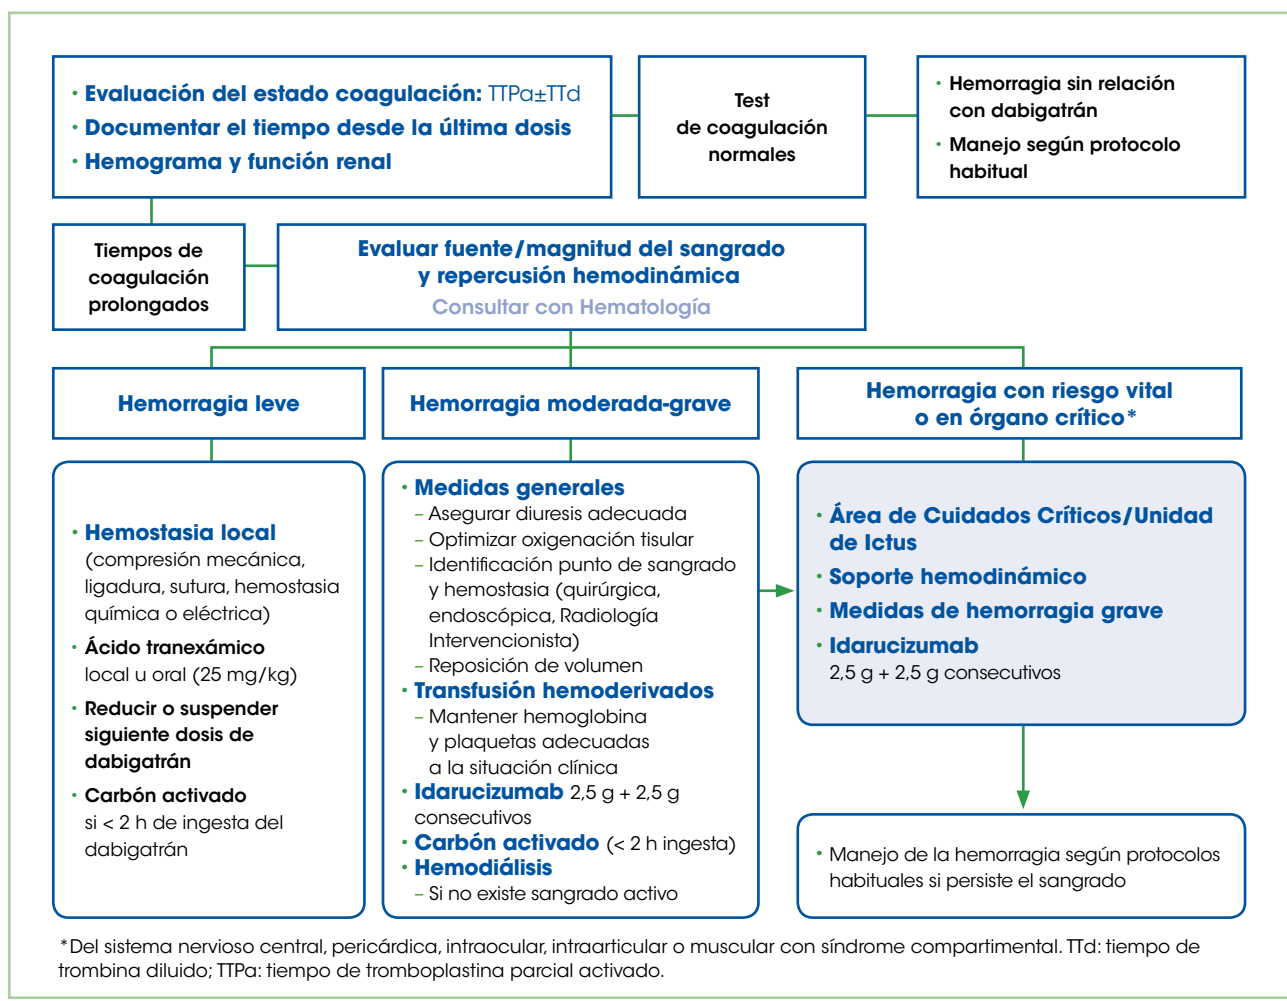 • Evaluación del estado coagulación: TTPa±TTd
• Documentar el tiempo desde la última dosis
• Hemograma y función renal
Test
de coagulación
normales
• Hemorragia sin relación
con dabigatrán
• Manejo según protocolo
habitual
Tiempos de
coagulación
prolongados
Evaluar fuente/magnitud del sangrado
y repercusión hemodinámica
Consultar con Hematología
Hemorragia leve
• Hemostasia local
(compresión mecánica,
ligadura, sutura, hemostasia
química o eléctrica)
• Ácido tranexámico
local u oral (25 mg/kg)
• Reducir o suspender
siguiente dosis de
dabigatrán
• Carbón activado
si < 2 h de ingesta del
dabigatrán
Hemorragia moderada-grave
• Medidas generales
– Asegurar diuresis adecuada
– Optimizar oxigenación tisular
– Identificación punto de sangrado
y hemostasia (quirúrgica,
endoscópica, Radiología
Intervencionista)
– Reposición de volumen
• Transfusión hemoderivados
– Mantener hemoglobina
y plaquetas adecuadas
a la situación clínica
• Idarucizumab 2,5 g + 2,5 g
consecutivos
• Carbón activado (< 2 h ingesta)
• Hemodiálisis
– Si no existe sangrado activo
Hemorragia con riesgo vital
o en órgano crítico*
• Área de Cuidados Críticos/Unidad
de Ictus
• Soporte hemodinámico
• Medidas de hemorragia grave
• Idarucizumab
2,5 g + 2,5 g consecutivos
• Manejo de la hemorragia según protocolos
habituales si persiste el sangrado
*Del sistema nervioso central, pericárdica, intraocular, intraarticular o muscular con síndrome compartimental. TTd: tiempo de
trombina diluido; TTPa: tiempo de tromboplastina parcial activado.